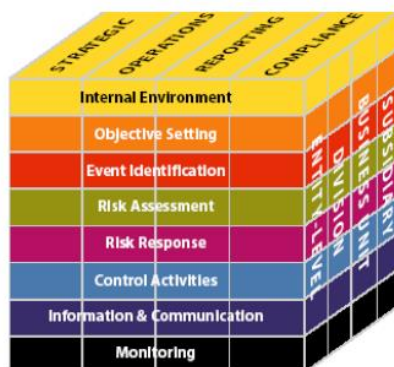 STRATEGIC
OPERATIONS
REPORTING
COMPLIANCE
Internal Environment
Objective Setting
Event Identification
Risk Assessment
Risk Response
Control Activities
Information & Communication
Monitoring
ENTITY-LEVEL
DIVISION
BUSINESS UNIT
SUBSIDIARY